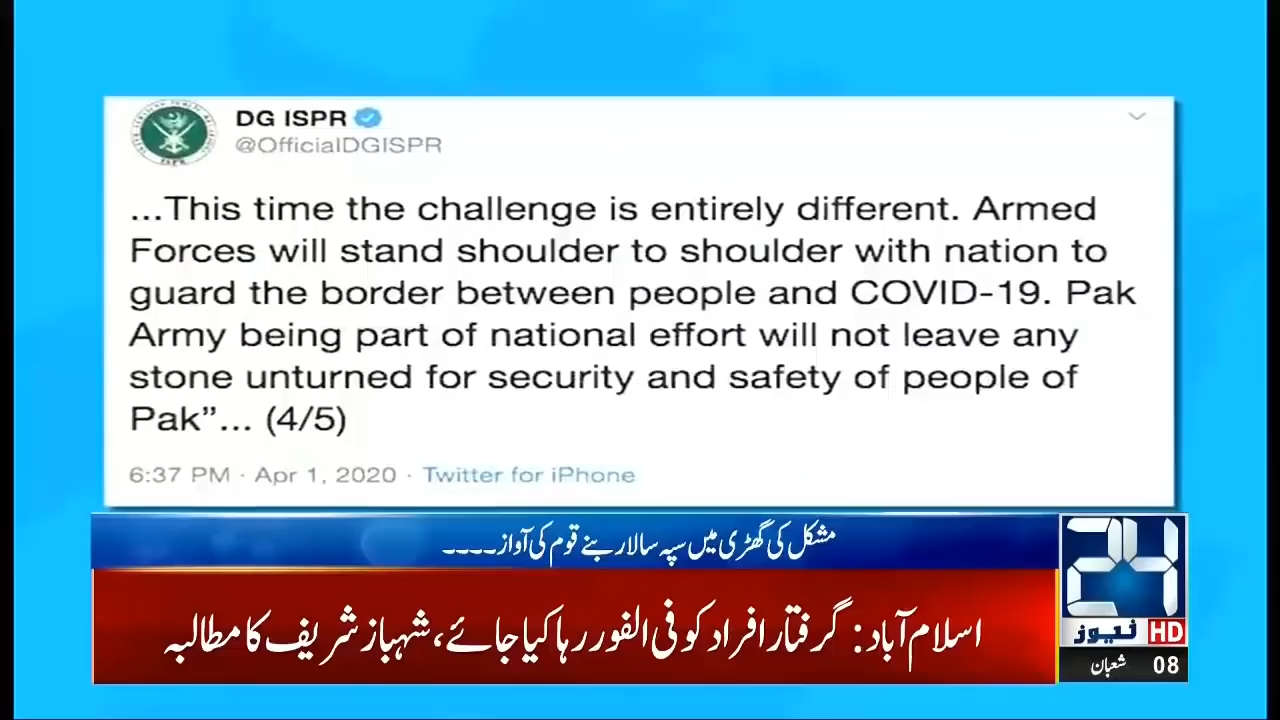 DG ISPR
@OfficialDGISPR
...This time the challenge is entirely different. Armed
Forces will stand shoulder to shoulder with nation to
guard the border between people and COVID-19. Pak
Army being part of national effort will not leave any
stone unturned for security and safety of people of
Pak”... (4/5)
6:37 PM · Apr 1, 2020 · Twitter for iPhone
مشکل کی گھڑی میں سپہ سالار بنے قوم کی آواز۔۔۔۔
اسلام آباد: گرفتار افراد کو فی الفور رہا کیا جائے، شہباز شریف کا مطالبہ
24
نیوز HD
08 شعبان